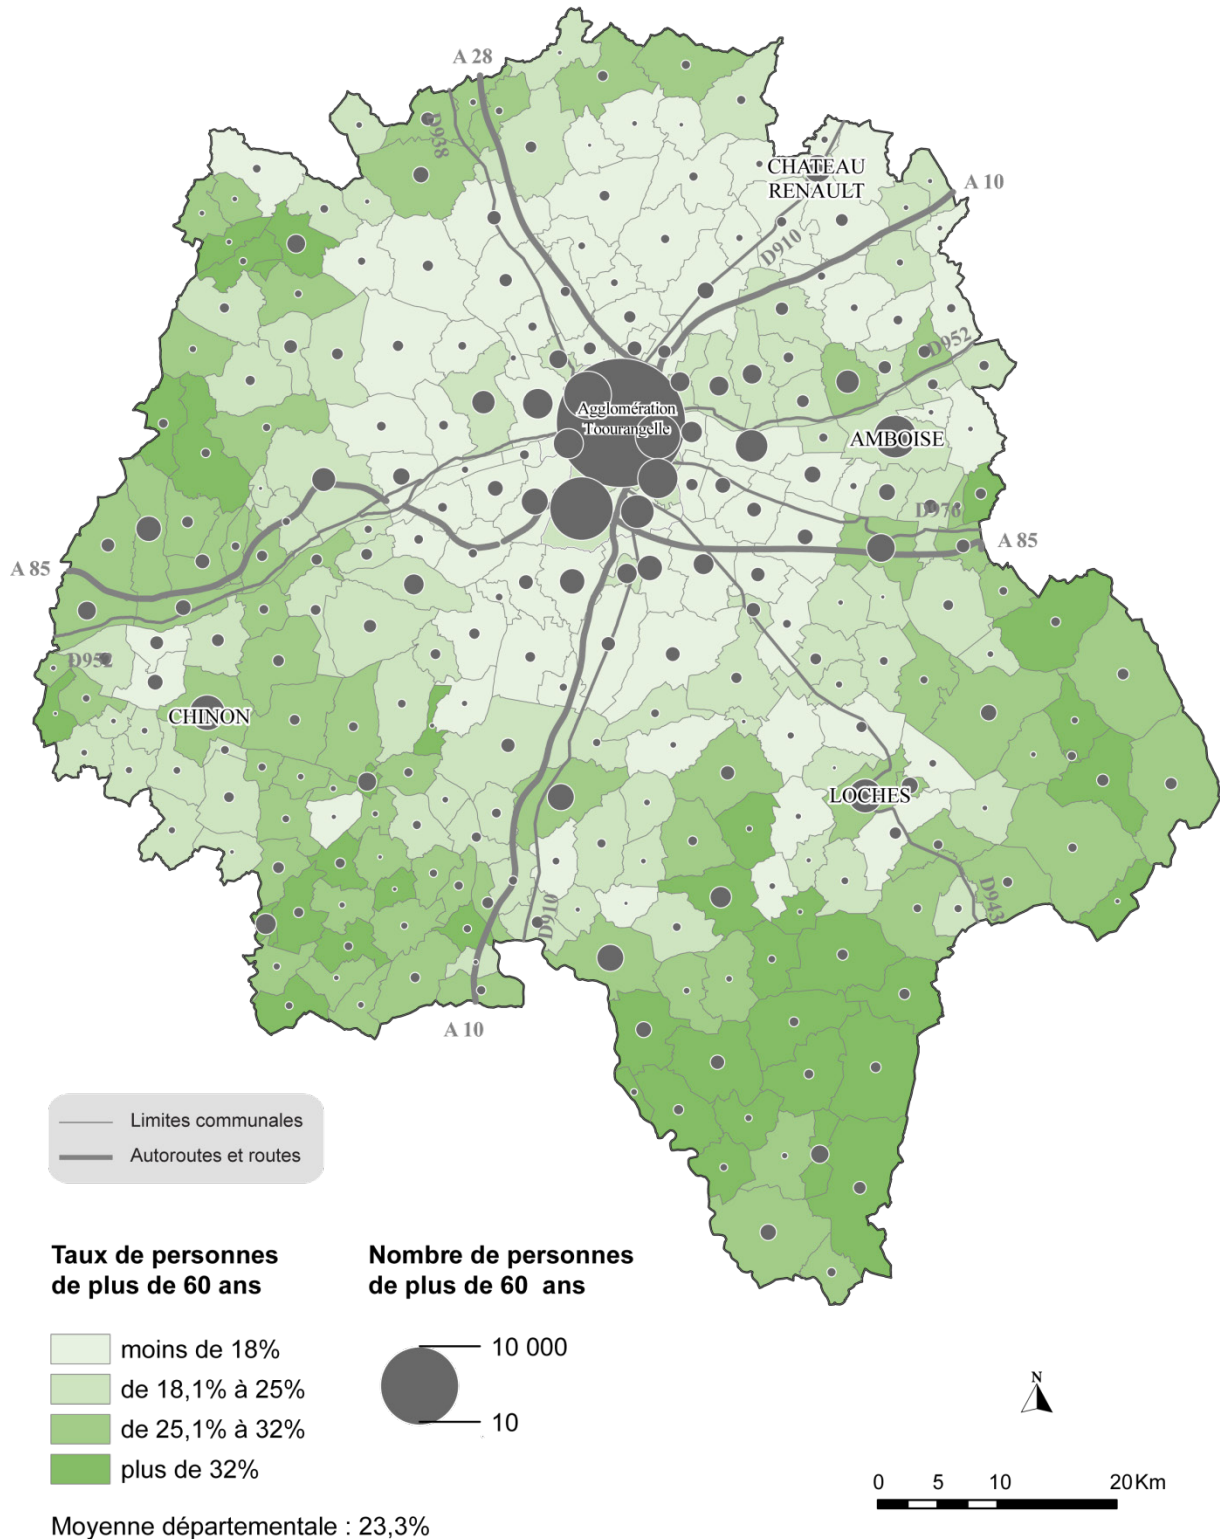 A 28
D938
CHATEAU
RENAULT
A 10
D910
D952
Agglomération
Toourangelle
AMBOISE
D976
A 85
A 85
D952
CHINON
LOCHES
D943
D910
A 10
Limites communales
Autoroutes et routes
Taux de personnes
de plus de 60 ans
moins de 18%
de 18,1% à 25%
de 25,1% à 32%
plus de 32%
Moyenne départementale : 23,3%
Nombre de personnes
de plus de 60 ans
10 000
10
N
0 5 10 20Km